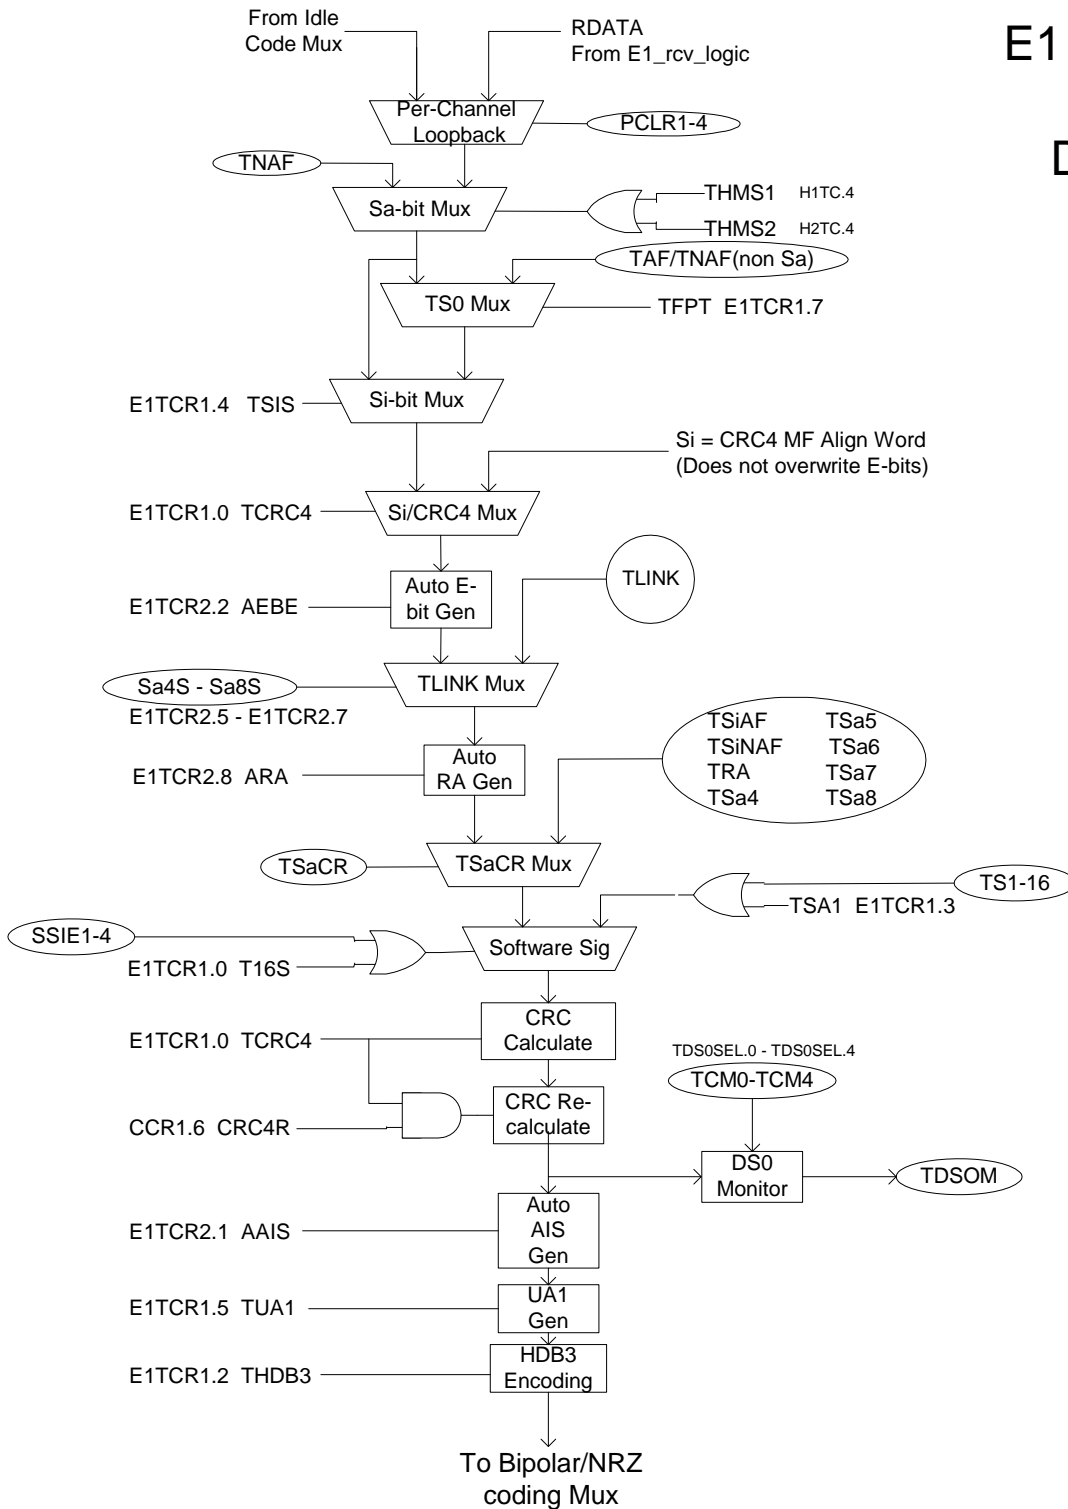 From Idle
Code Mux
RDATA
From E1_rcv_logic
E1
Per-Channel
Loopback
PCLR1-4
D
TNAF
Sa-bit Mux
THMS1 H1TC.4
THMS2 H2TC.4
TAF/TNAF(non Sa)
TS0 Mux
TFPT E1TCR1.7
E1TCR1.4 TSIS
Si-bit Mux
Si = CRC4 MF Align Word
(Does not overwrite E-bits)
E1TCR1.0 TCRC4
Si/CRC4 Mux
Auto E-
bit Gen
TLINK
E1TCR2.2 AEBE
Sa4S - Sa8S
TLINK Mux
E1TCR2.5 - E1TCR2.7
TSiAF TSa5
TSiNAF TSa6
TRA TSa7
TSa4 TSa8
Auto
RA Gen
E1TCR2.8 ARA
TSaCR
TSaCR Mux
TS1-16
TSA1 E1TCR1.3
SSIE1-4
Software Sig
E1TCR1.0 T16S
CRC
Calculate
E1TCR1.0 TCRC4
TDS0SEL.0 - TDS0SEL.4
TCM0-TCM4
CRC Re-
calculate
CCR1.6 CRC4R
DS0
Monitor
TDSOM
Auto
AIS
Gen
E1TCR2.1 AAIS
UA1
Gen
E1TCR1.5 TUA1
HDB3
Encoding
E1TCR1.2 THDB3
To Bipolar/NRZ
coding Mux